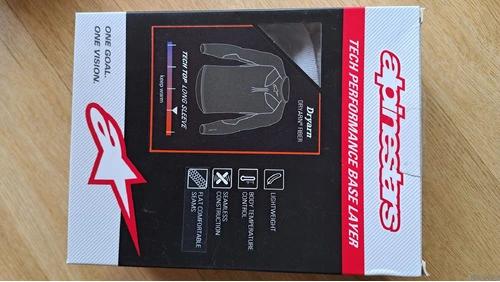 alpinestars
TECH PERFORMANCE BASE LAYER
Dryarn
DRYARN® FIBER
TECH TOP LONG SLEEVE
keep warm
LIGHTWEIGHT
BODY TEMPERATURE
CONTROL
SEAMLESS
CONSTRUCTION
FLAT COMFORTABLE
SEAMS
ONE GOAL.
ONE VISION.